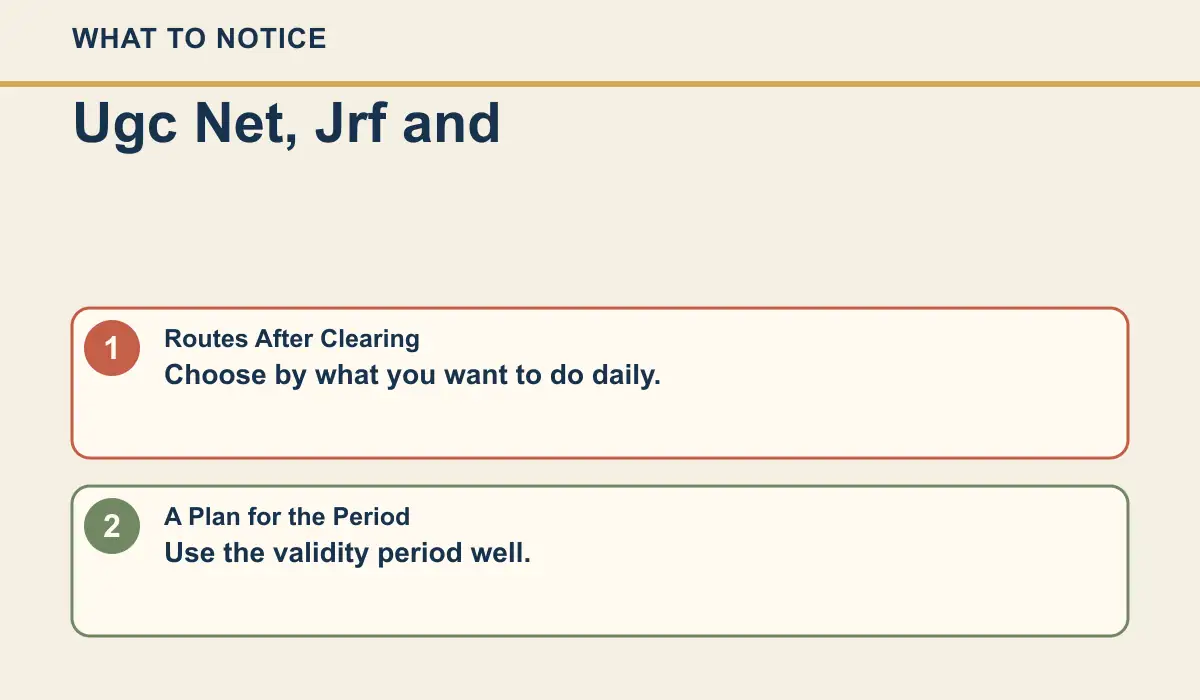 WHAT TO NOTICE
Ugc Net, Jrf and
1
Routes After Clearing
Choose by what you want to do daily.
2
A Plan for the Period
Use the validity period well.